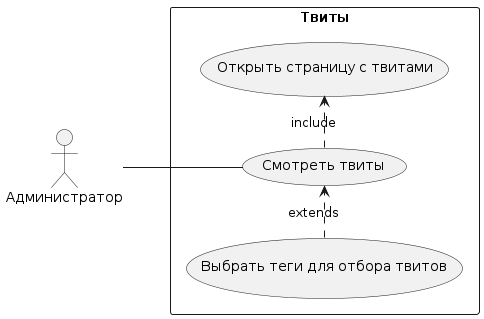 Твиты
Открыть страницу с твитами
include
Смотреть твиты
Администратор
extends
Выбрать теги для отбора твитов